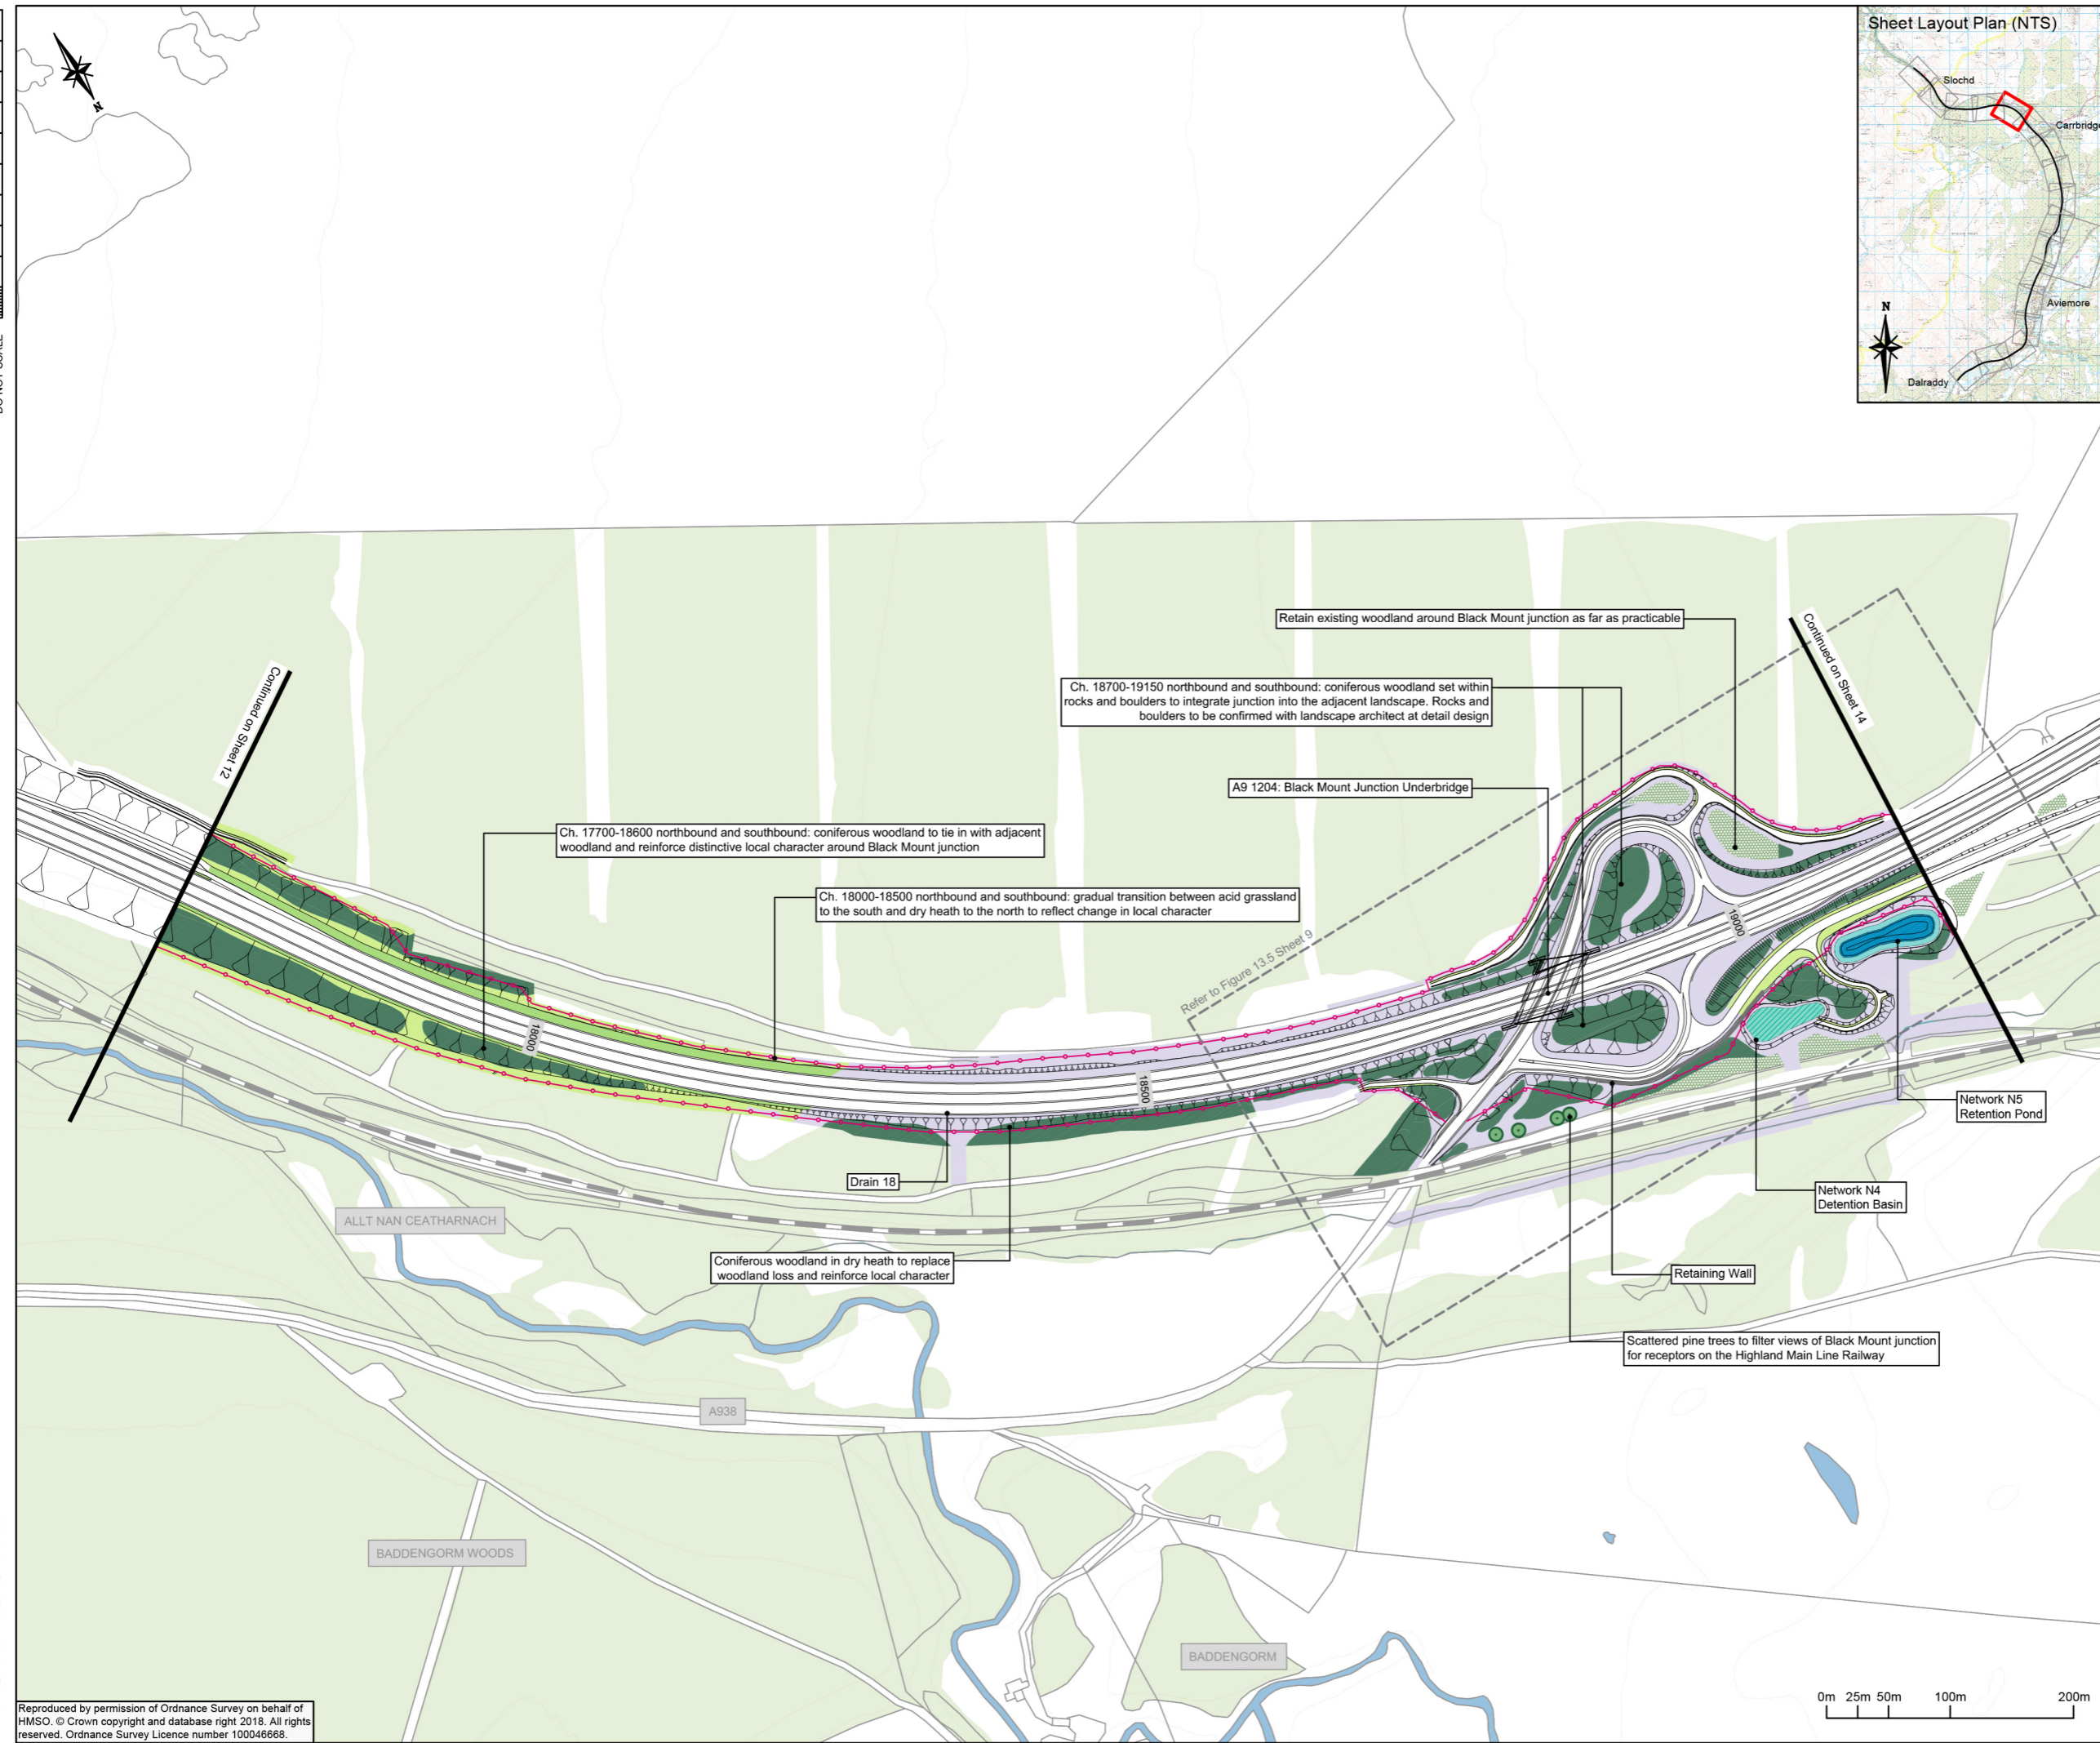 Sheet Layout Plan (NTS)
Slochd
Carrbridge
Aviemore
Dalraddy
N
N
Continued on Sheet 12
Continued on Sheet 14
Retain existing woodland around Black Mount junction as far as practicable
Ch. 18700-19150 northbound and southbound: coniferous woodland set within
rocks and boulders to integrate junction into the adjacent landscape. Rocks and
boulders to be confirmed with landscape architect at detail design
A9 1204: Black Mount Junction Underbridge
Ch. 17700-18600 northbound and southbound: coniferous woodland to tie in with adjacent
woodland and reinforce distinctive local character around Black Mount junction
Ch. 18000-18500 northbound and southbound: gradual transition between acid grassland
to the south and dry heath to the north to reflect change in local character
Refer to Figure 13.5 Sheet 9
19000
18000
18500
Network N5
Retention Pond
Drain 18
Network N4
Detention Basin
ALLT NAN CEATHARNACH
Coniferous woodland in dry heath to replace
woodland loss and reinforce local character
Retaining Wall
Scattered pine trees to filter views of Black Mount junction
for receptors on the Highland Main Line Railway
A938
BADDENGORM WOODS
BADDENGORM
0m 25m 50m 100m 200m
Reproduced by permission of Ordnance Survey on behalf of
HMSO. © Crown copyright and database right 2018. All rights
reserved. Ordnance Survey Licence number 100046668.